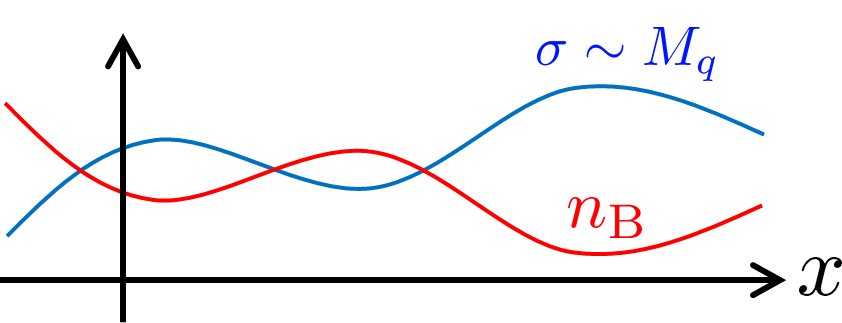 σ ∼ M_q
n_B
x